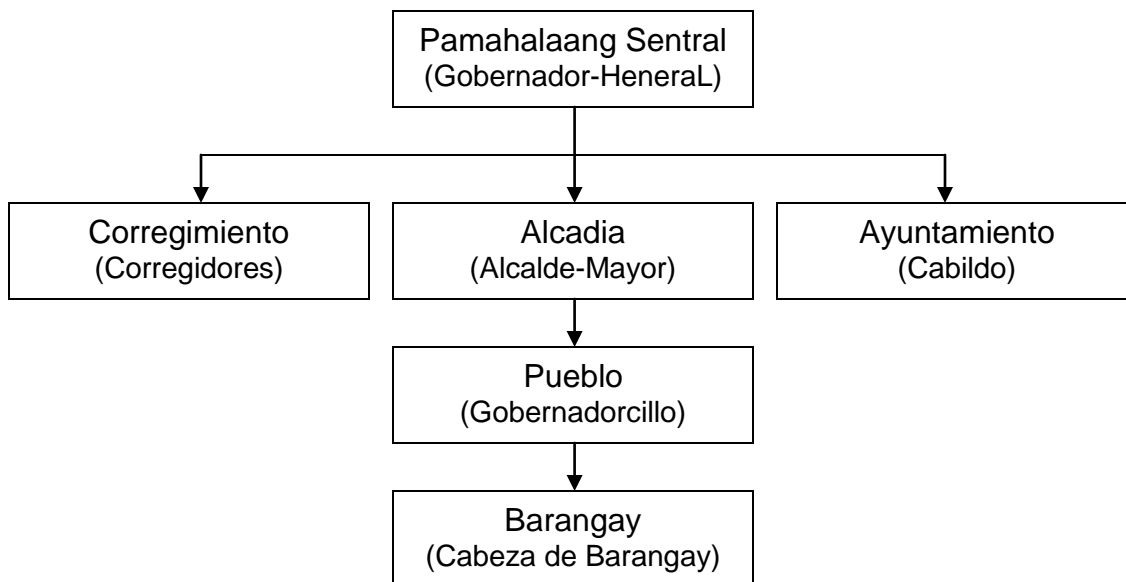 Pamahalaang Sentral
(Gobernador-HeneraL)
Corregimiento
(Corregidores)
Alcadia
(Alcalde-Mayor)
Ayuntamiento
(Cabildo)
Pueblo
(Gobernadorcillo)
Barangay
(Cabeza de Barangay)